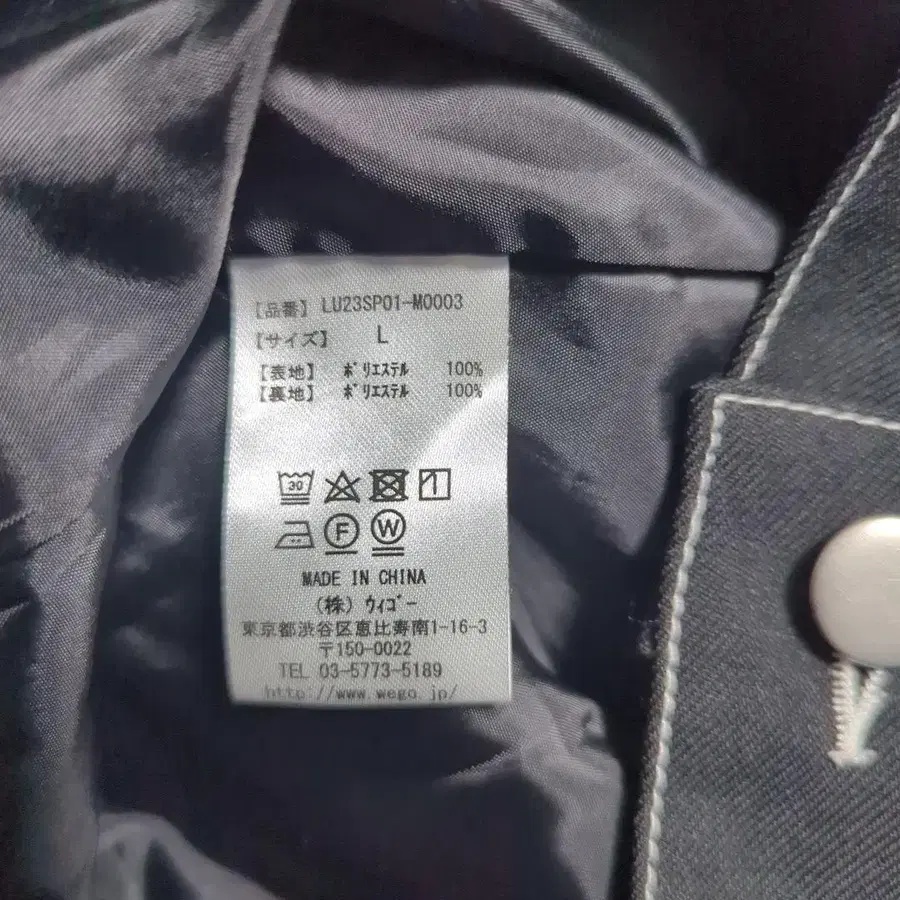 【品番】 LU23SP01-M0003
【サイズ】 L
【表地】 ﾎﾟﾘｴｽﾃﾙ 100%
【裏地】 ﾎﾟﾘｴｽﾃﾙ 100%
30 1
F W
MADE IN CHINA
(株) ｳｨｺﾞｰ
東京都渋谷区恵比寿南1-16-3
〒150-0022
TEL 03-5773-5189
http://www.wego.jp/